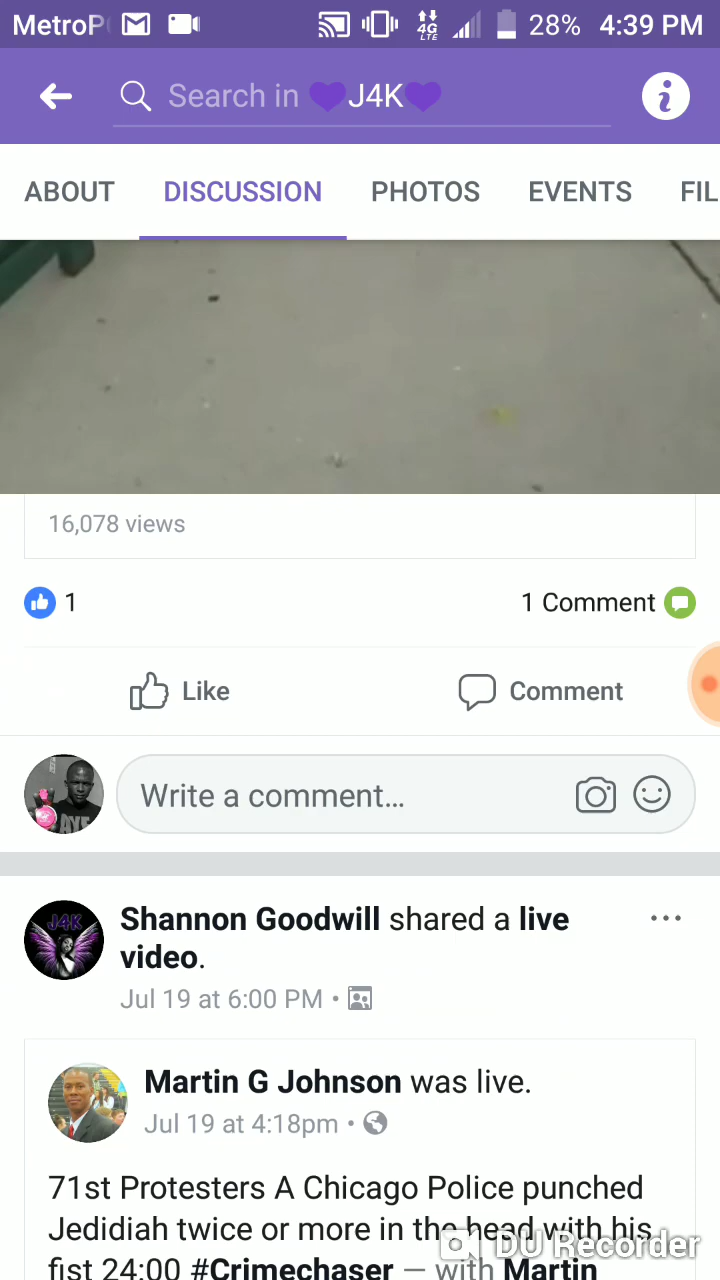 MetroP 4G LTE 28% 4:39 PM
Search in 💜J4K💜
ABOUT DISCUSSION PHOTOS EVENTS FIL
16,078 views
1 1 Comment
Like Comment
Write a comment...
J4K
Shannon Goodwill shared a live
video.
Jul 19 at 6:00 PM •
Martin G Johnson was live.
Jul 19 at 4:18pm •
71st Protesters A Chicago Police punched
Jedidiah twice or more in the head with his
fist 24:00 #Crimechaser — with Martin
DU Recorder